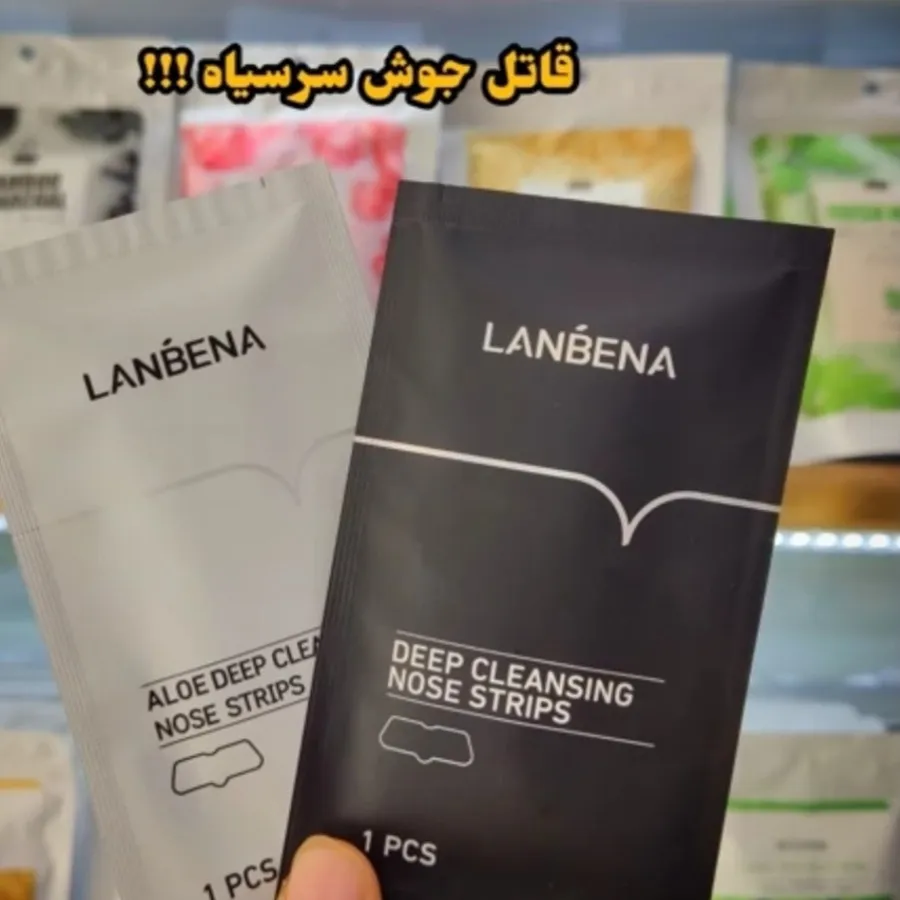 قاتل جوش سرسیاه !!!
LANBENA
ALOE DEEP CLEA
NOSE STRIPS
1 PCS
LANBENA
DEEP CLEANSING
NOSE STRIPS
1 PCS